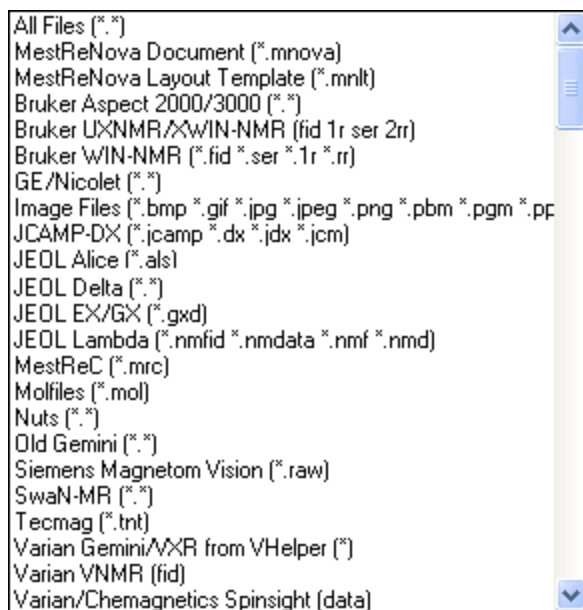 All Files (*.*)
MestReNova Document (*.mnova)
MestReNova Layout Template (*.mnlt)
Bruker Aspect 2000/3000 (*.*)
Bruker UXNMR/XWIN-NMR (fid 1r ser 2rr)
Bruker WIN-NMR (*.fid *.ser *.1r *.rr)
GE/Nicolet (*.*)
Image Files (*.bmp *.gif *.jpg *.jpeg *.png *.pbm *.pgm *.pp
JCAMP-DX (*.jcamp *.dx *.jdx *.jcm)
JEOL Alice (*.als)
JEOL Delta (*.*)
JEOL EX/GX (*.gxd)
JEOL Lambda (*.nmfid *.nmdata *.nmf *.nmd)
MestReC (*.mrc)
Molfiles (*.mol)
Nuts (*.*)
Old Gemini (*.*)
Siemens Magnetom Vision (*.raw)
SwaN-MR (*.*)
Tecmag (*.tnt)
Varian Gemini/VXR from VHelper (*)
Varian VNMR (fid)
Varian/Chemagnetics Spinsight (data)